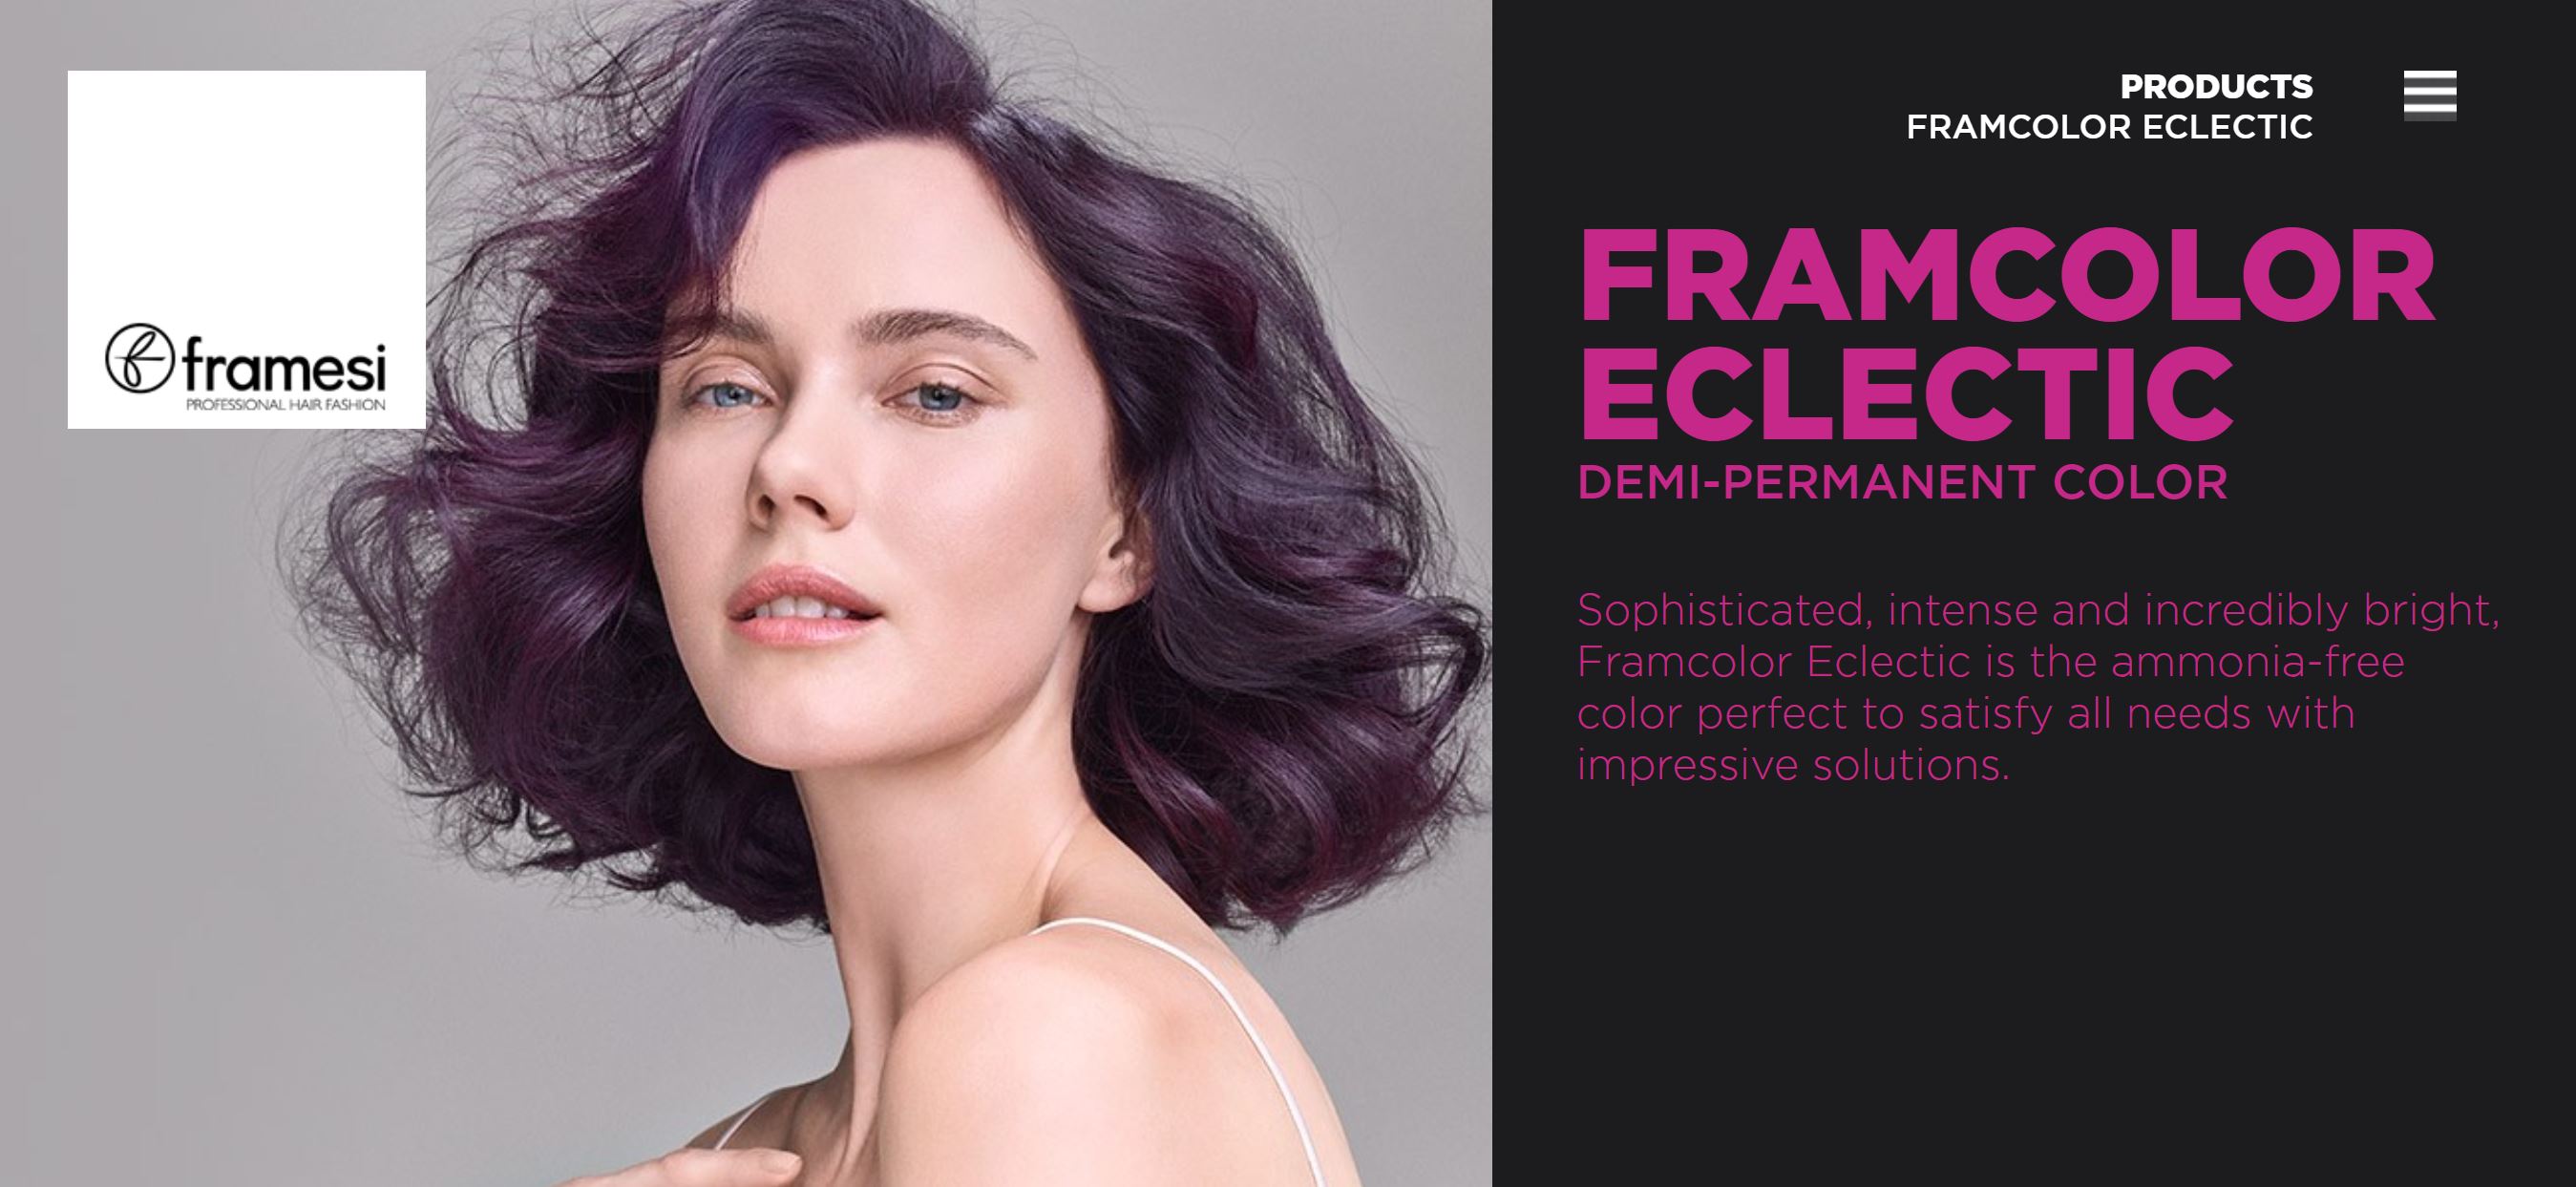 framesi
PROFESSIONAL HAIR FASHION
PRODUCTS
FRAMCOLOR ECLECTIC
FRAMCOLOR
ECLECTIC
DEMI-PERMANENT COLOR
Sophisticated, intense and incredibly bright,
Framcolor Eclectic is the ammonia-free
color perfect to satisfy all needs with
impressive solutions.